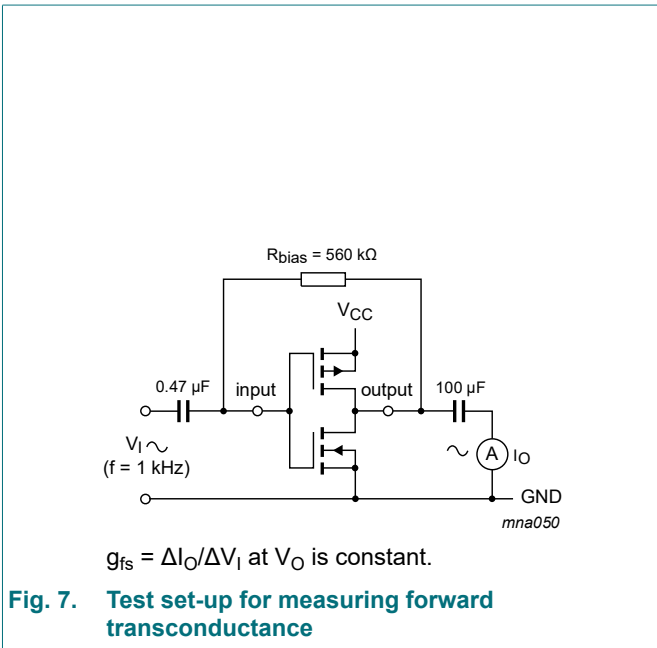 Rbias = 560 kΩ
VCC
0.47 µF
input
output
100 µF
VI
(f = 1 kHz)
A
IO
GND
mna050
gfs = ΔIO/ΔVI at VO is constant.
Fig. 7. Test set-up for measuring forward
transconductance